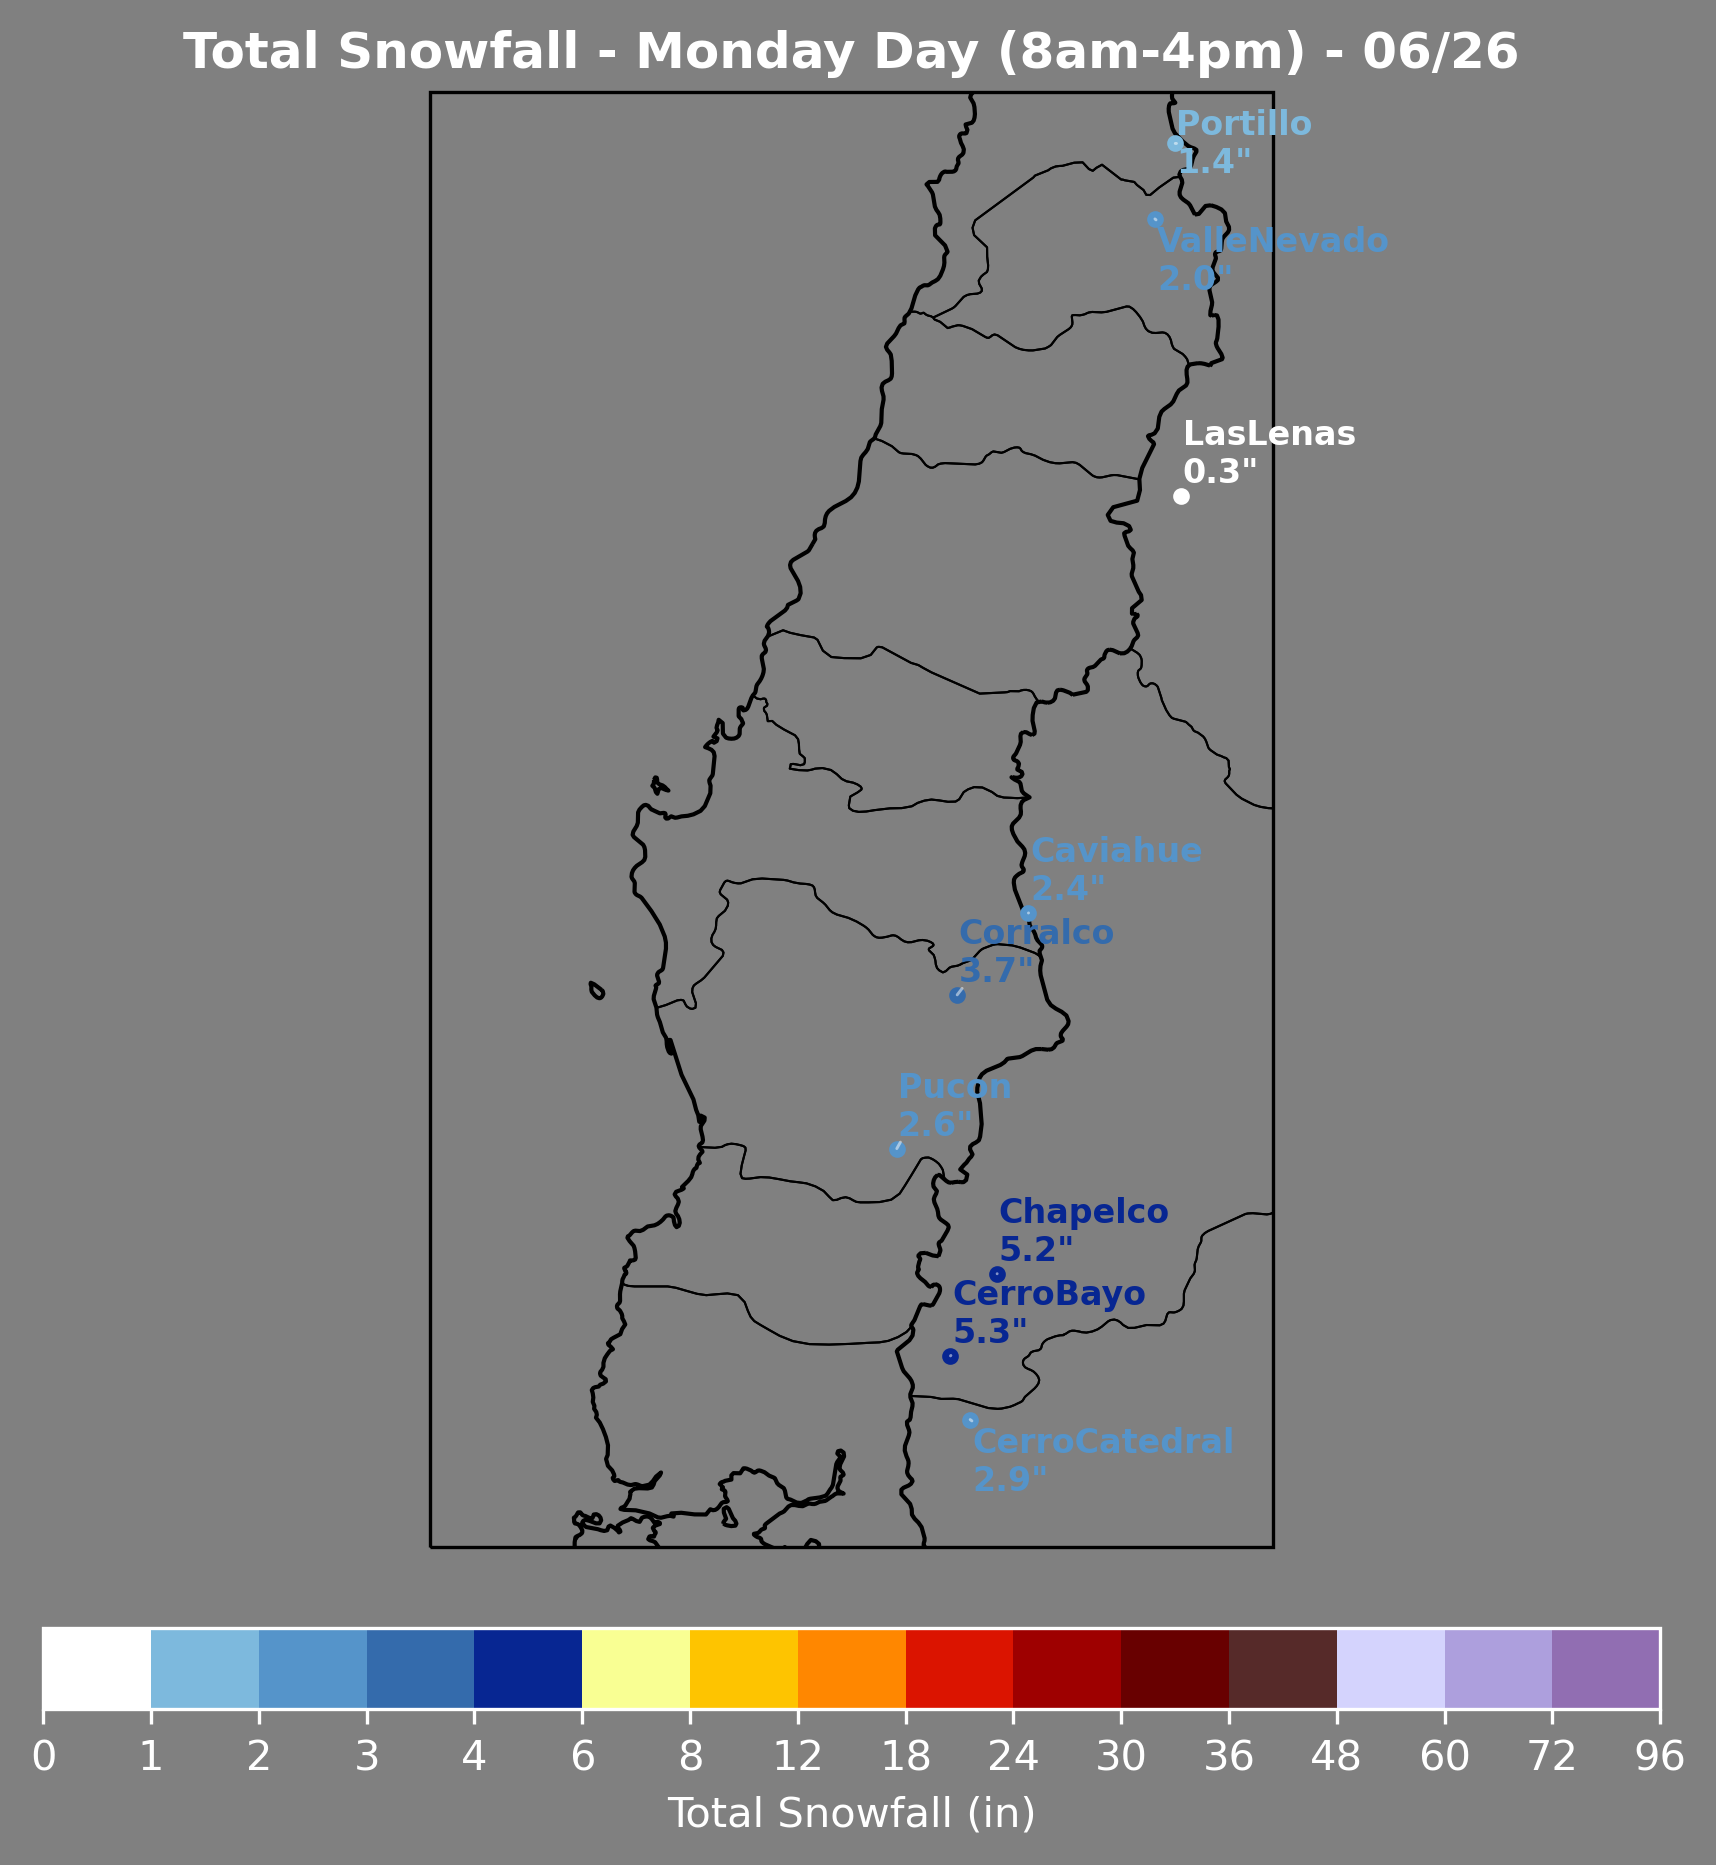 Total Snowfall - Monday Day (8am-4pm) - 06/26
Portillo
1.4"
ValleNevado
2.0"
LasLenas
0.3"
Caviahue
2.4"
Corralco
3.7"
Pucon
2.6"
Chapelco
5.2"
CerroBayo
5.3"
CerroCatedral
2.9"
0 1 2 3 4 6 8 12 18 24 30 36 48 60 72 96
Total Snowfall (in)